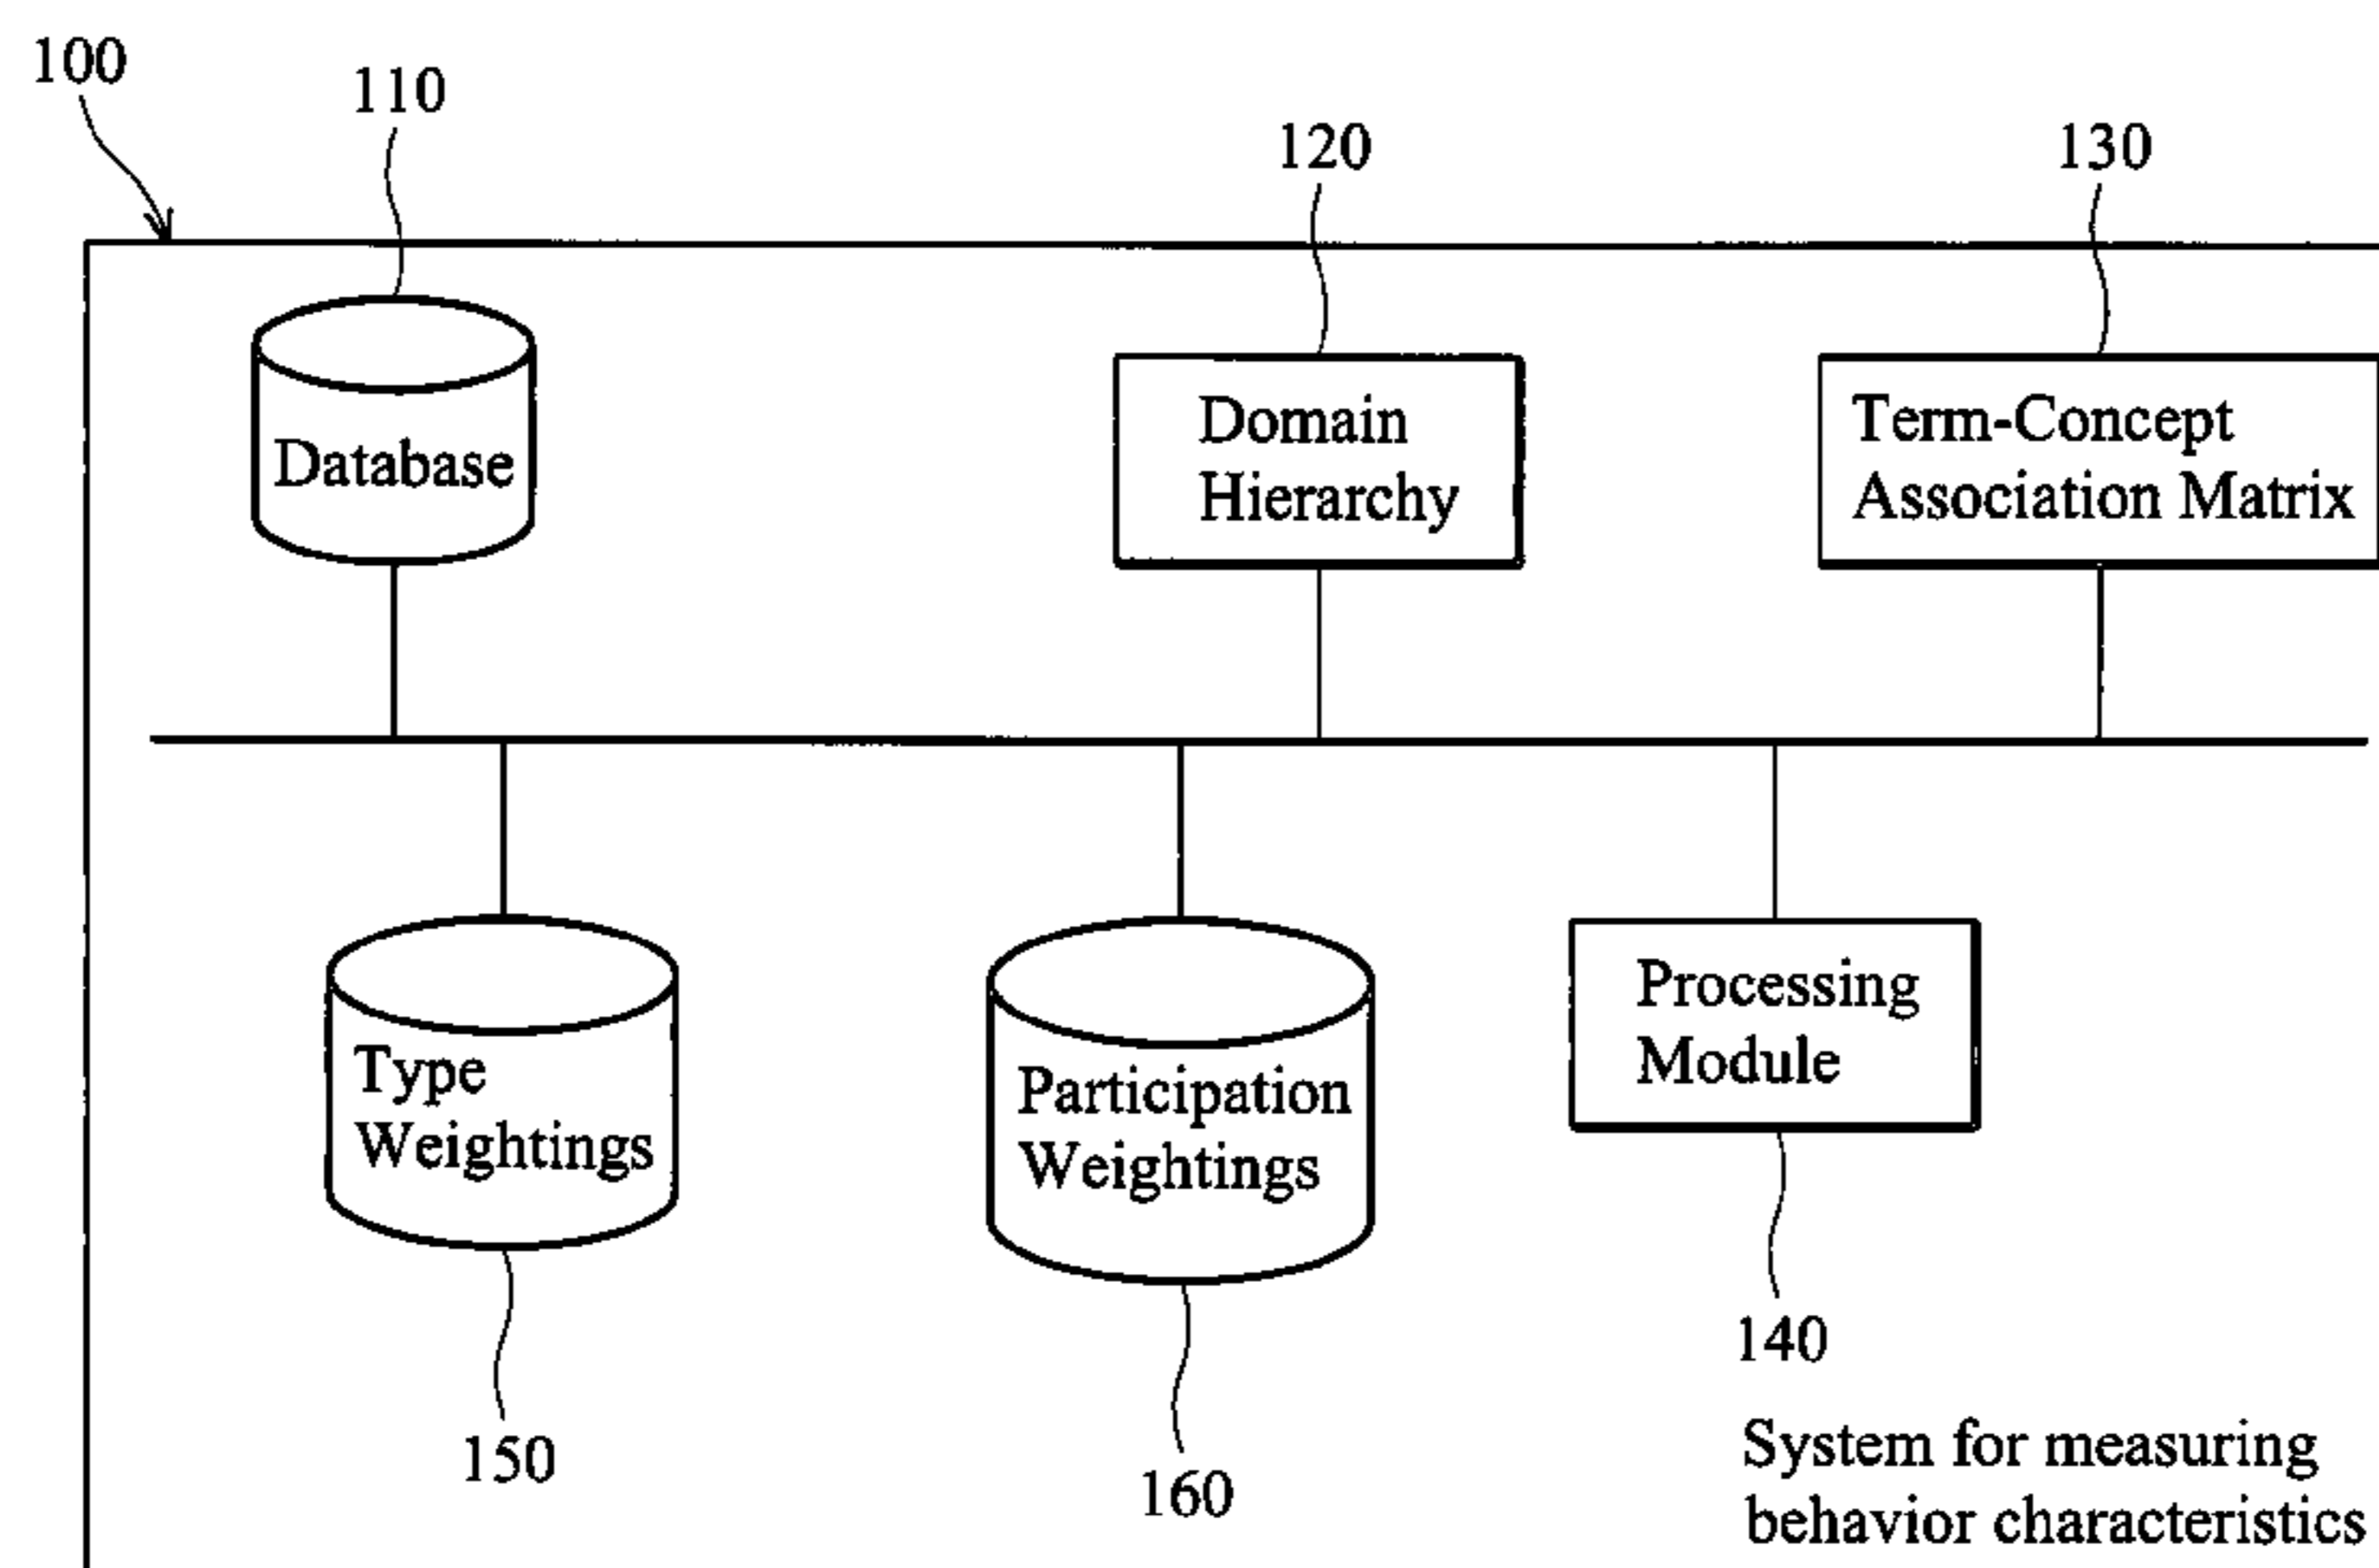 100
110
120
130
Database
Domain
Hierarchy
Term-Concept
Association Matrix
Type
Weightings
Participation
Weightings
Processing
Module
140
150
160
System for measuring
behavior characteristics